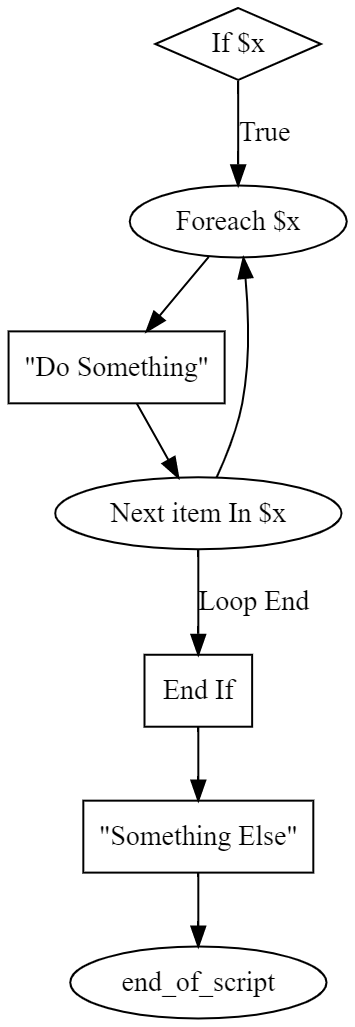 If $x
True
Foreach $x
"Do Something"
Next item In $x
Loop End
End If
"Something Else"
end_of_script